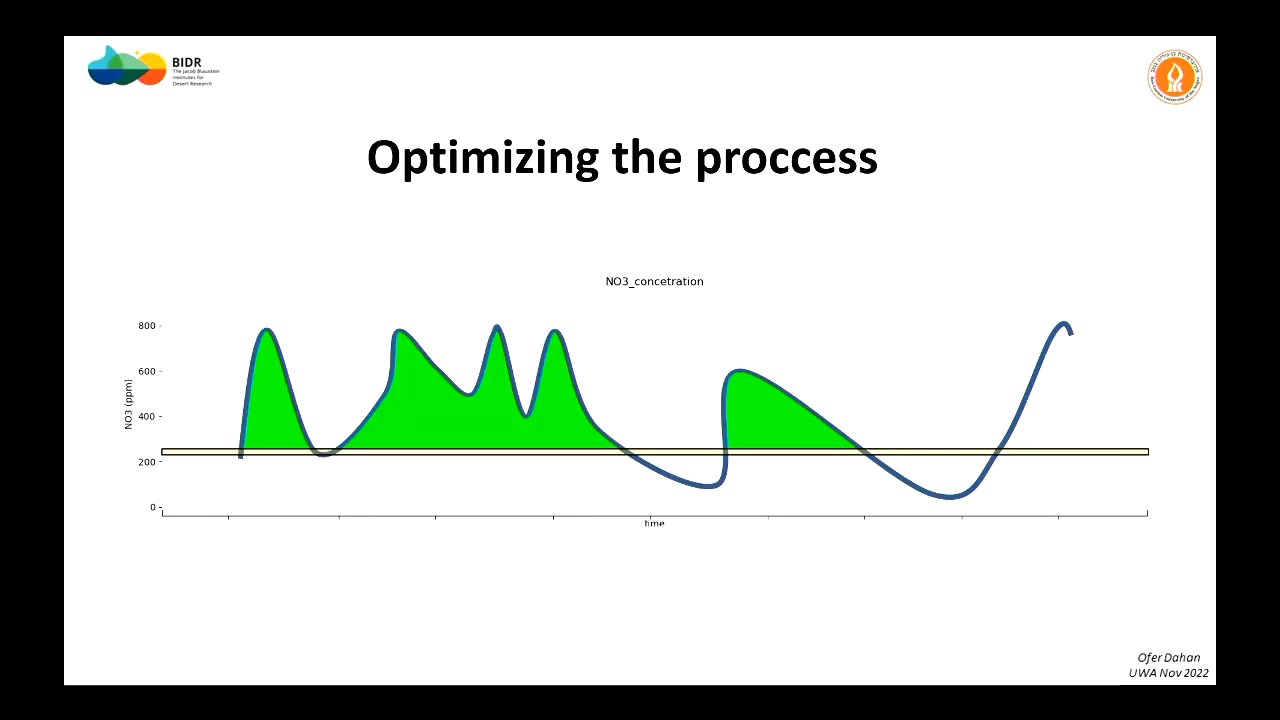 BIDR
The Jacob Blaustein
Institutes for
Desert Research
Optimizing the proccess
NO3_concetration
NO3 (ppm)
800
600
400
200
0
time
Ofer Dahan
UWA Nov 2022